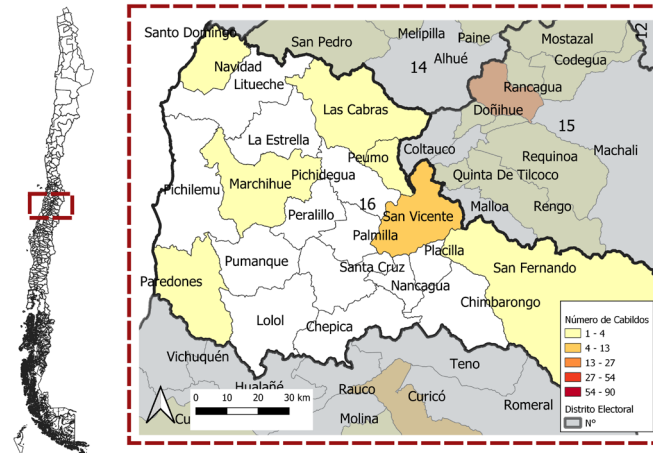 Santo Domingo
San Pedro
Melipilla
Paine
Mostazal
12
Navidad
14
Alhué
Codegua
Litueche
Rancagua
Las Cabras
Doñihue
15
La Estrella
Coltauco
Machali
Peumo
Requinoa
Marchihue
Pichidegua
Quinta De Tilcoco
Pichilemu
16
Malloa
Rengo
Peralillo
San Vicente
Palmilla
Placilla
Pumanque
Santa Cruz
San Fernando
Paredones
Nancagua
Chimbarongo
Lolol
Chepica
Vichuquén
Teno
Hualañé
Rauco
Curicó
Romeral
Molina
Cu
0 10 20 30 km
Número de Cabildos
1 - 4
4 - 13
13 - 27
27 - 54
54 - 90
Distrito Electoral
N°